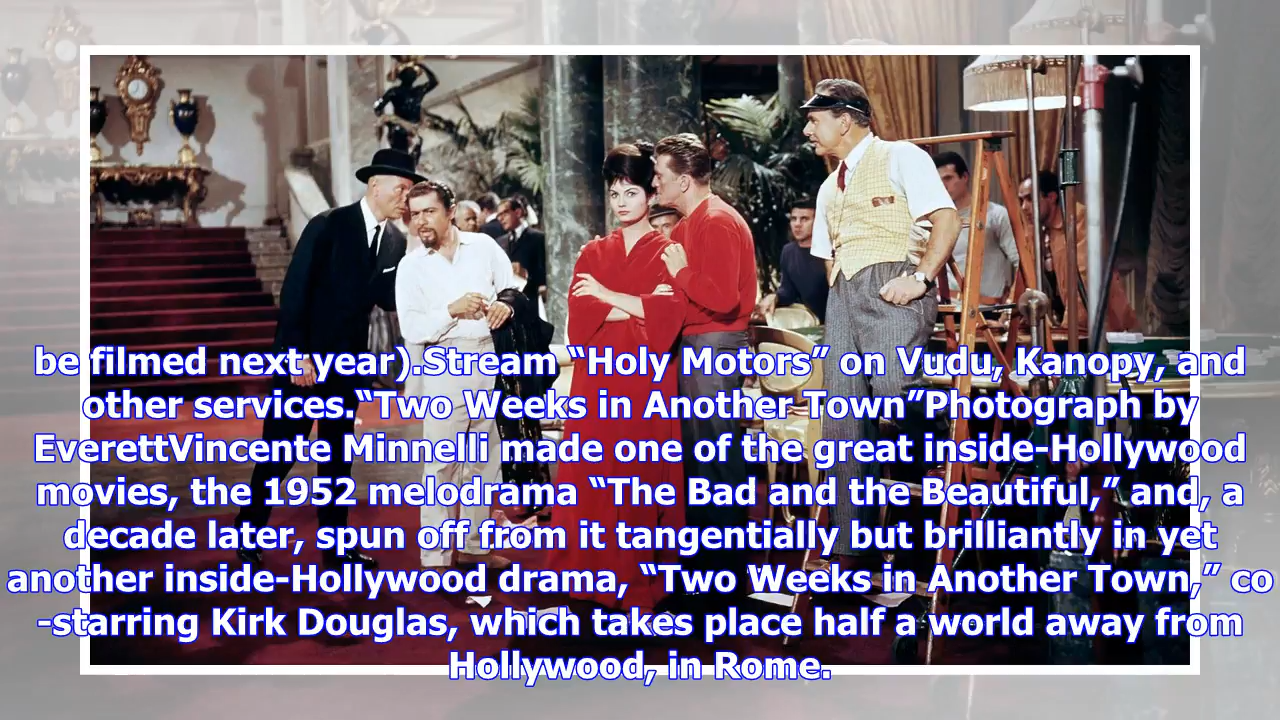 be filmed next year).Stream “Holy Motors” on Vudu, Kanopy, and
other services.“Two Weeks in Another Town”Photograph by
EverettVincente Minnelli made one of the great inside-Hollywood
movies, the 1952 melodrama “The Bad and the Beautiful,” and, a
decade later, spun off from it tangentially but brilliantly in yet
another inside-Hollywood drama, “Two Weeks in Another Town,” co
-starring Kirk Douglas, which takes place half a world away from
Hollywood, in Rome.